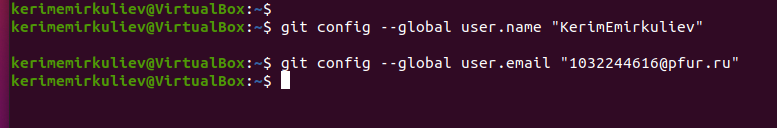 kerimemirkuliev@VirtualBox:~$
kerimemirkuliev@VirtualBox:~$ git config --global user.name "KerimEmirkuliev"
kerimemirkuliev@VirtualBox:~$ git config --global user.email "1032244616@pfur.ru"
kerimemirkuliev@VirtualBox:~$